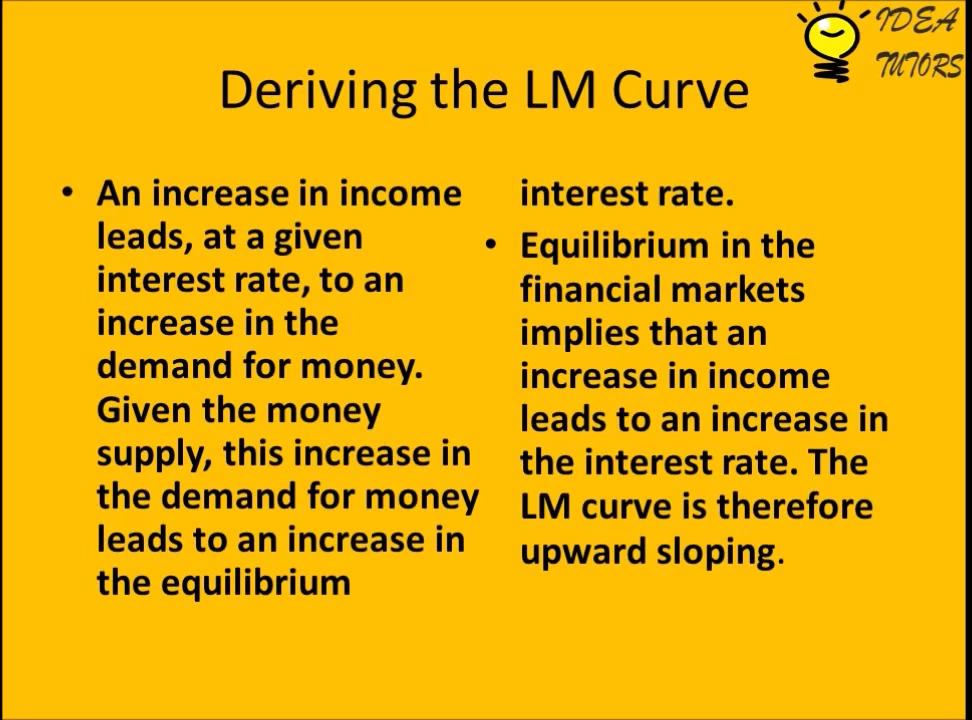 IDEA
TUTORS
Deriving the LM Curve
• An increase in income
leads, at a given
interest rate, to an
increase in the
demand for money.
Given the money
supply, this increase in
the demand for money
leads to an increase in
the equilibrium
interest rate.
• Equilibrium in the
financial markets
implies that an
increase in income
leads to an increase in
the interest rate. The
LM curve is therefore
upward sloping.